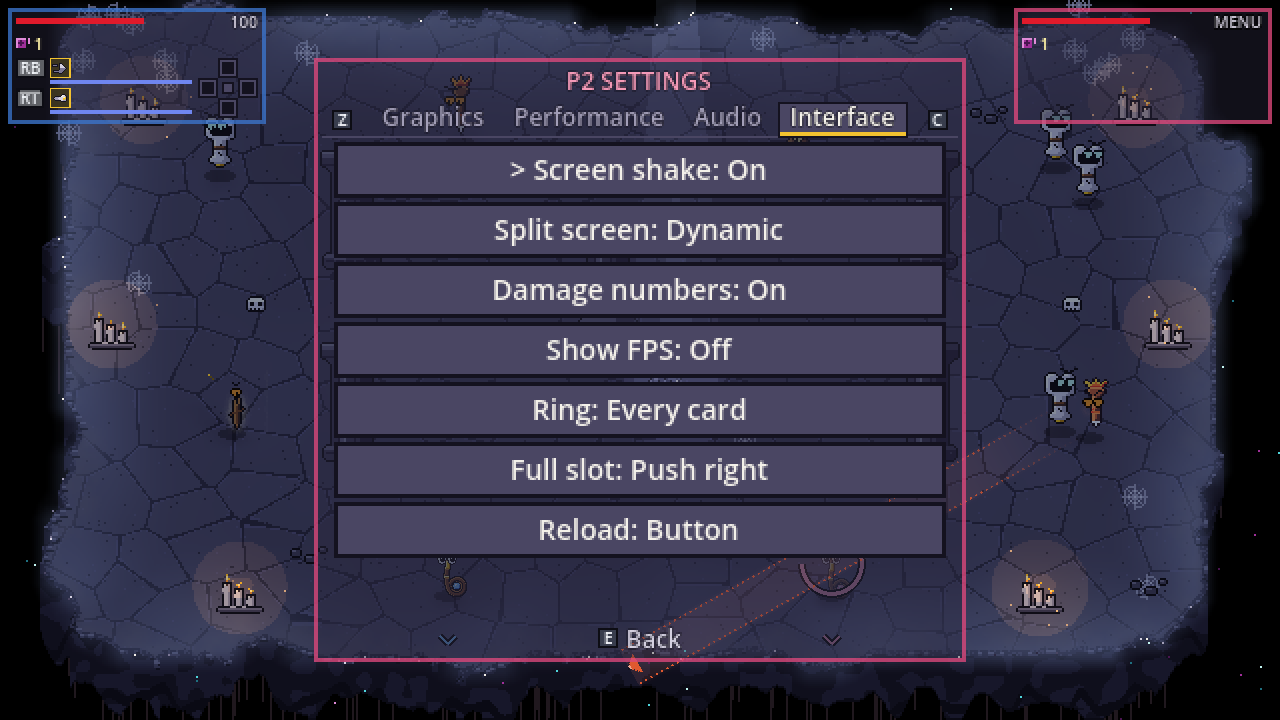 100
1
RB
RT
MENU
1
P2 SETTINGS
Z Graphics Performance Audio Interface C
> Screen shake: On
Split screen: Dynamic
Damage numbers: On
Show FPS: Off
Ring: Every card
Full slot: Push right
Reload: Button
E Back